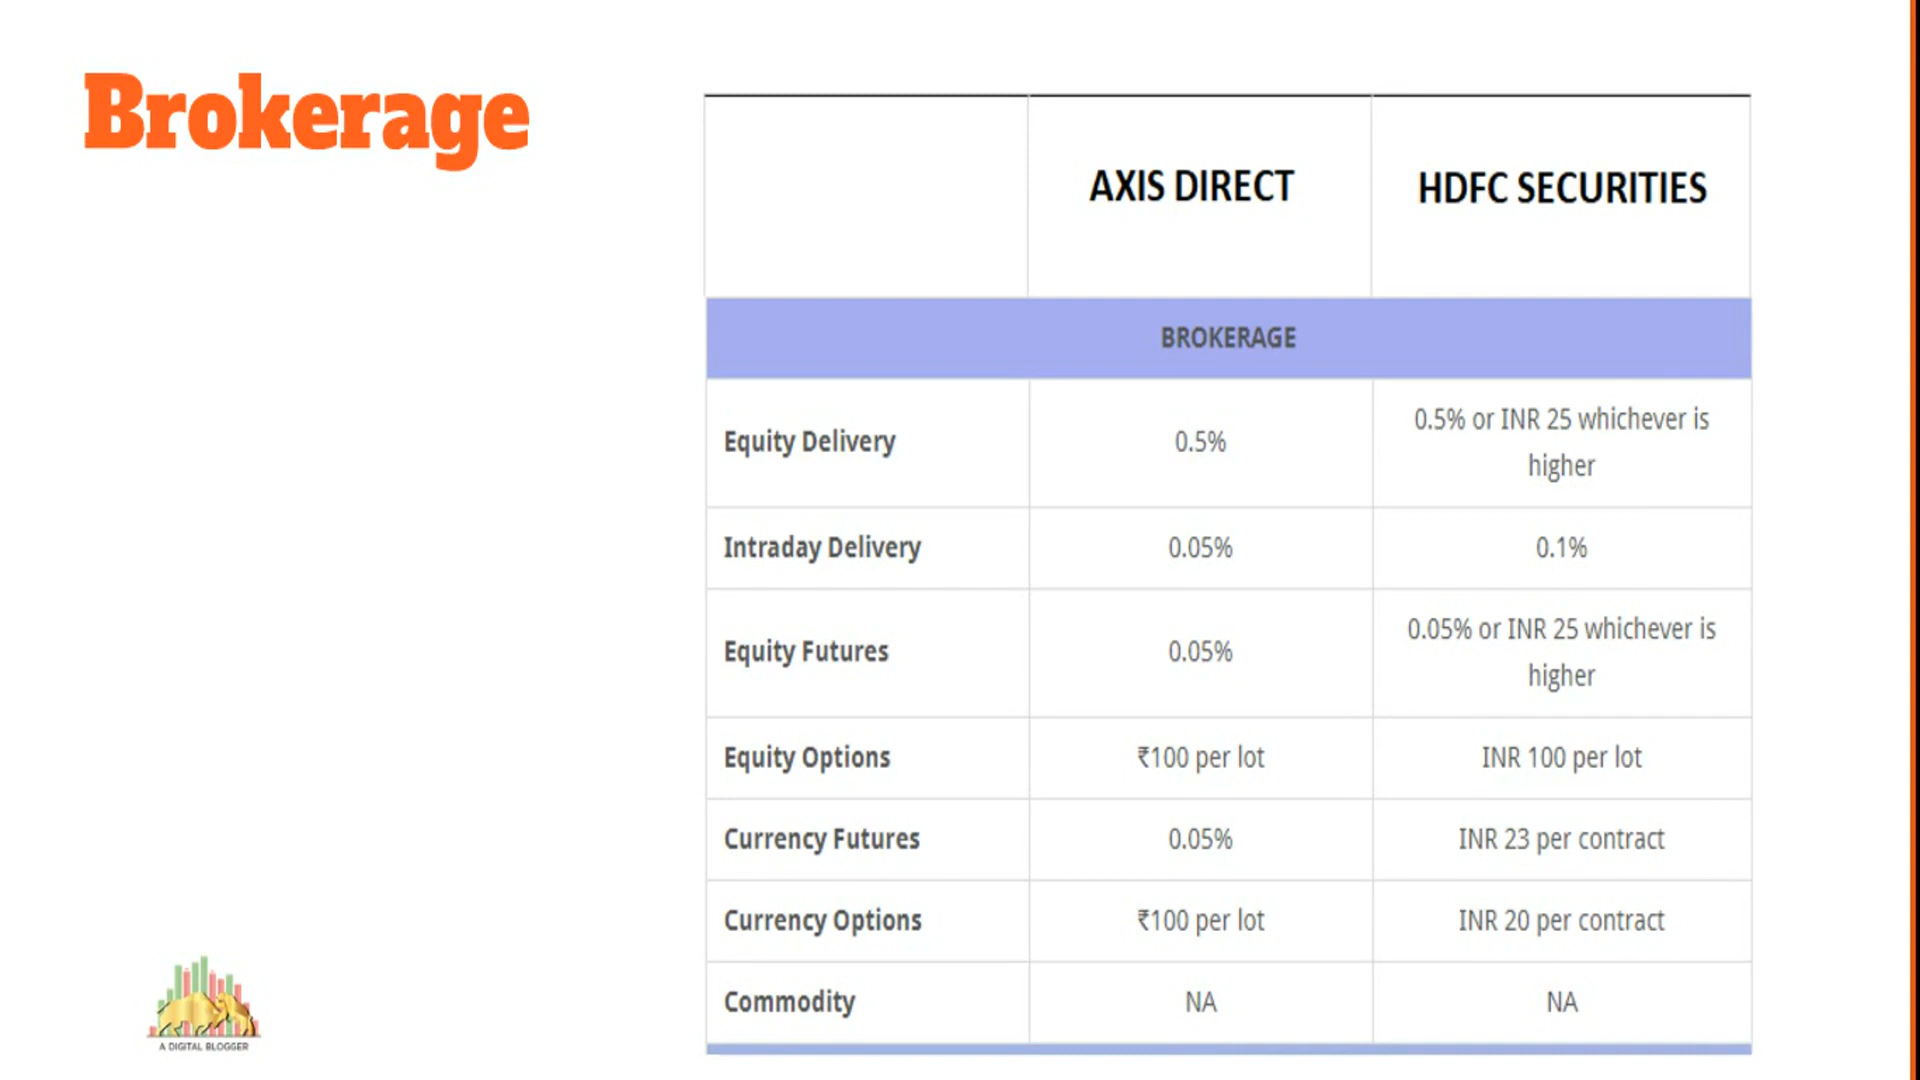 Brokerage
AXIS DIRECT HDFC SECURITIES
BROKERAGE
Equity Delivery 0.5% 0.5% or INR 25 whichever is
higher
Intraday Delivery 0.05% 0.1%
Equity Futures 0.05% 0.05% or INR 25 whichever is
higher
Equity Options ₹100 per lot INR 100 per lot
Currency Futures 0.05% INR 23 per contract
Currency Options ₹100 per lot INR 20 per contract
Commodity NA NA
A DIGITAL BLOGGER